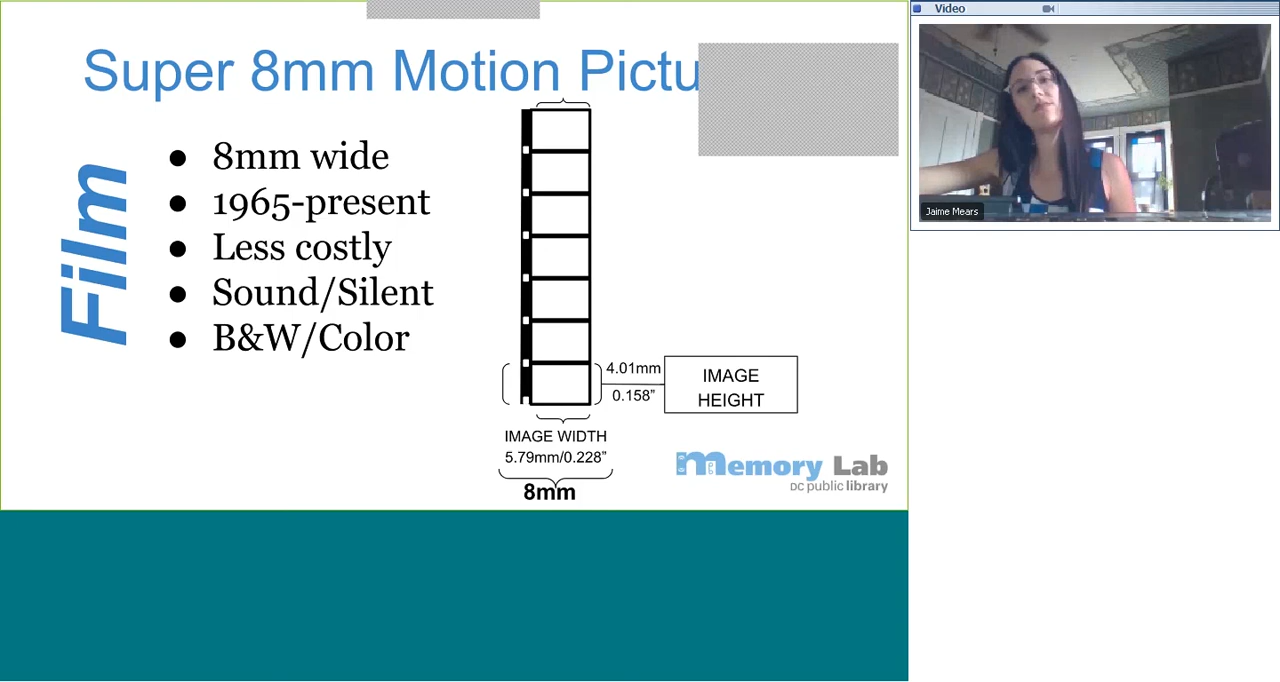 Super 8mm Motion Pictu
Film
● 8mm wide
● 1965-present
● Less costly
● Sound/Silent
● B&W/Color
4.01mm
0.158”
IMAGE
HEIGHT
IMAGE WIDTH
5.79mm/0.228”
8mm
memory Lab
DC public library
Video
Jaime Mears